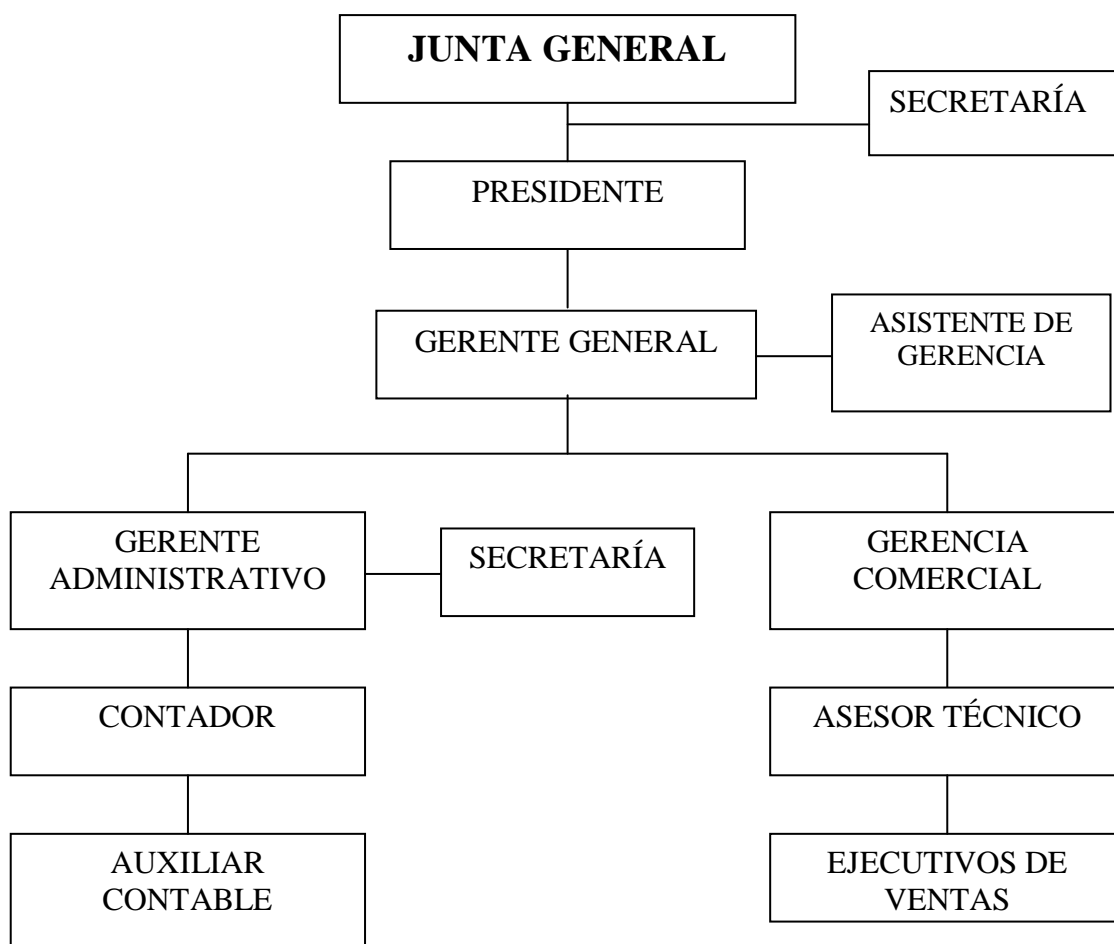 JUNTA GENERAL
SECRETARÍA
PRESIDENTE
GERENTE GENERAL
ASISTENTE DE
GERENCIA
GERENTE
ADMINISTRATIVO
SECRETARÍA
GERENCIA
COMERCIAL
CONTADOR
ASESOR TÉCNICO
AUXILIAR
CONTABLE
EJECUTIVOS DE
VENTAS